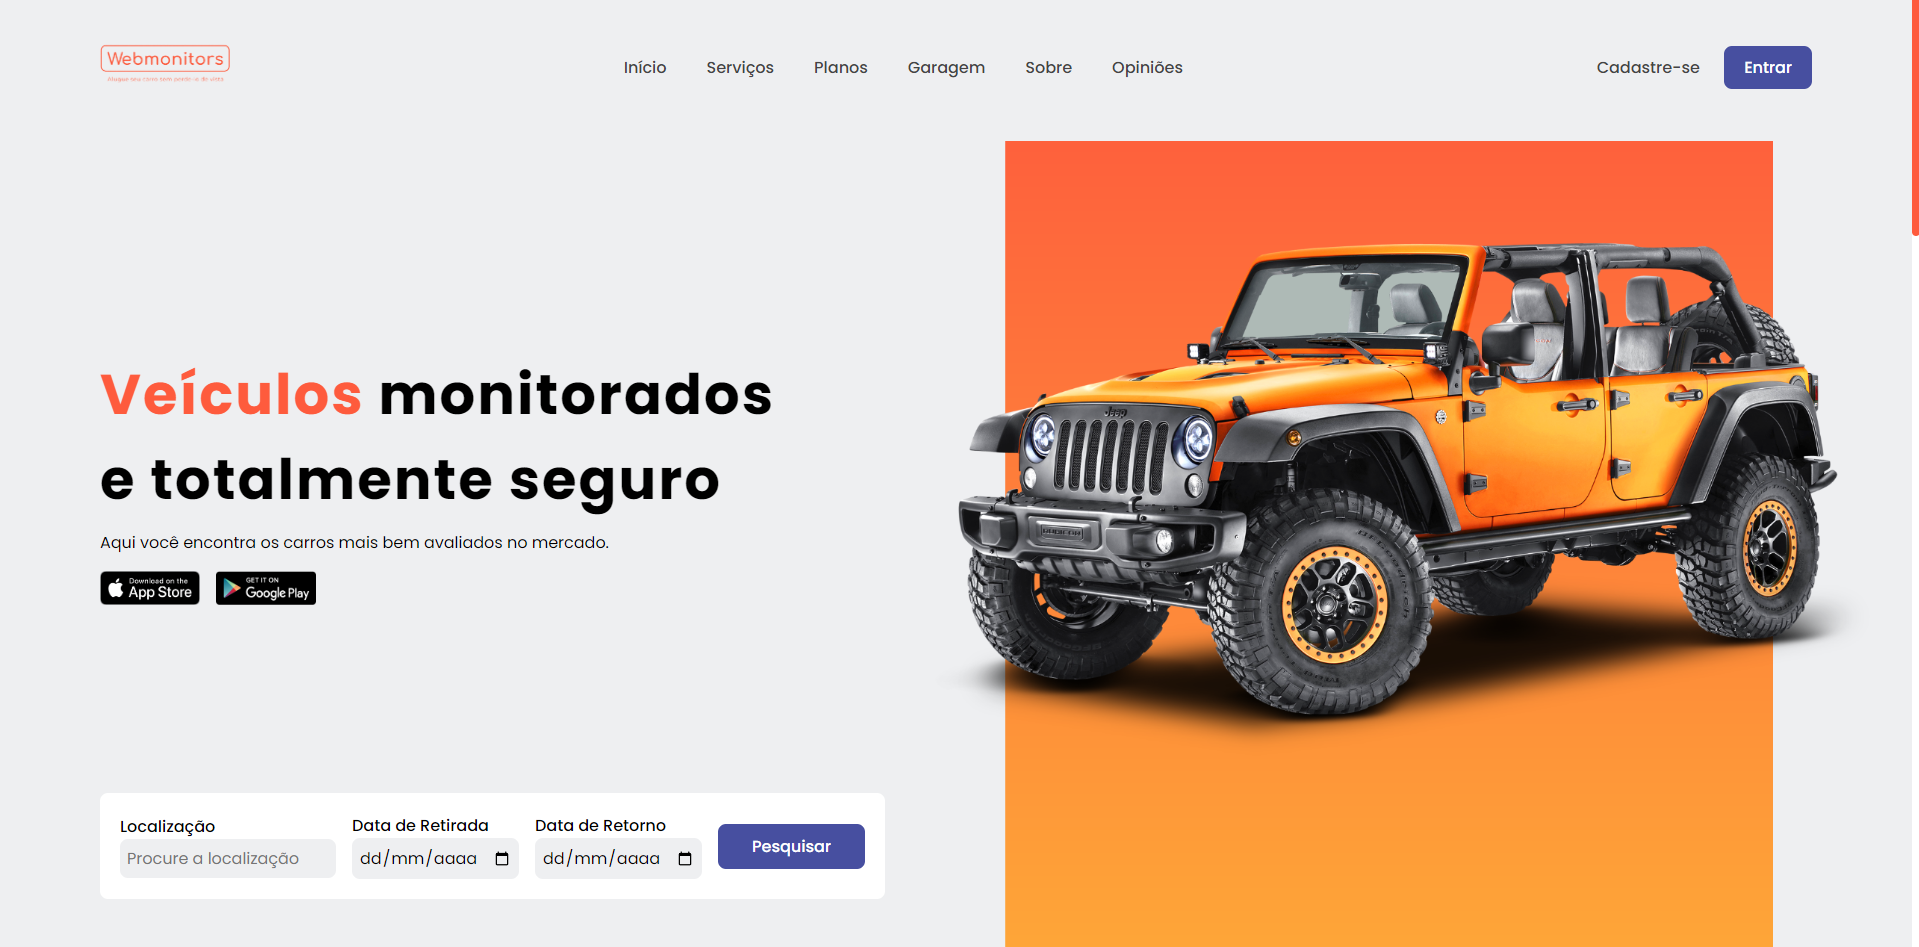 Webmonitors
Início
Serviços
Planos
Garagem
Sobre
Opiniões
Cadastre-se
Entrar
Veículos monitorados
e totalmente seguro
Aqui você encontra os carros mais bem avaliados no mercado.
Download on the
App Store
GET IT ON
Google Play
Jeep
RUBICON
Localização
Procure a localização
Data de Retirada
dd/mm/aaaa
Data de Retorno
dd/mm/aaaa
Pesquisar